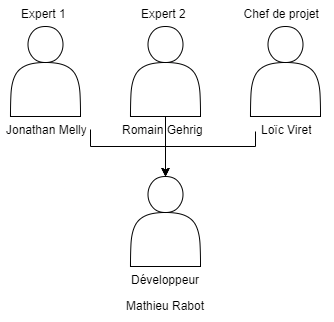 Expert 1
Expert 2
Chef de projet
Jonathan Melly
Romain Gehrig
Loïc Viret
Développeur
Mathieu Rabot